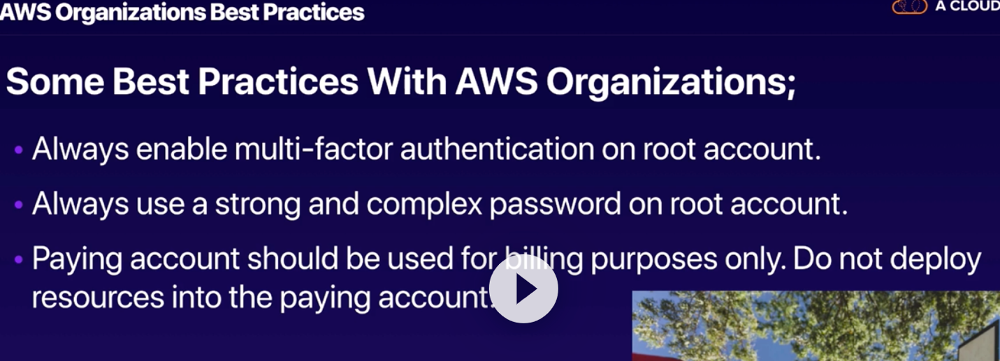 AWS Organizations Best Practices
A CLOUD
Some Best Practices With AWS Organizations;
• Always enable multi-factor authentication on root account.
• Always use a strong and complex password on root account.
• Paying account should be used for billing purposes only. Do not deploy
resources into the paying account.